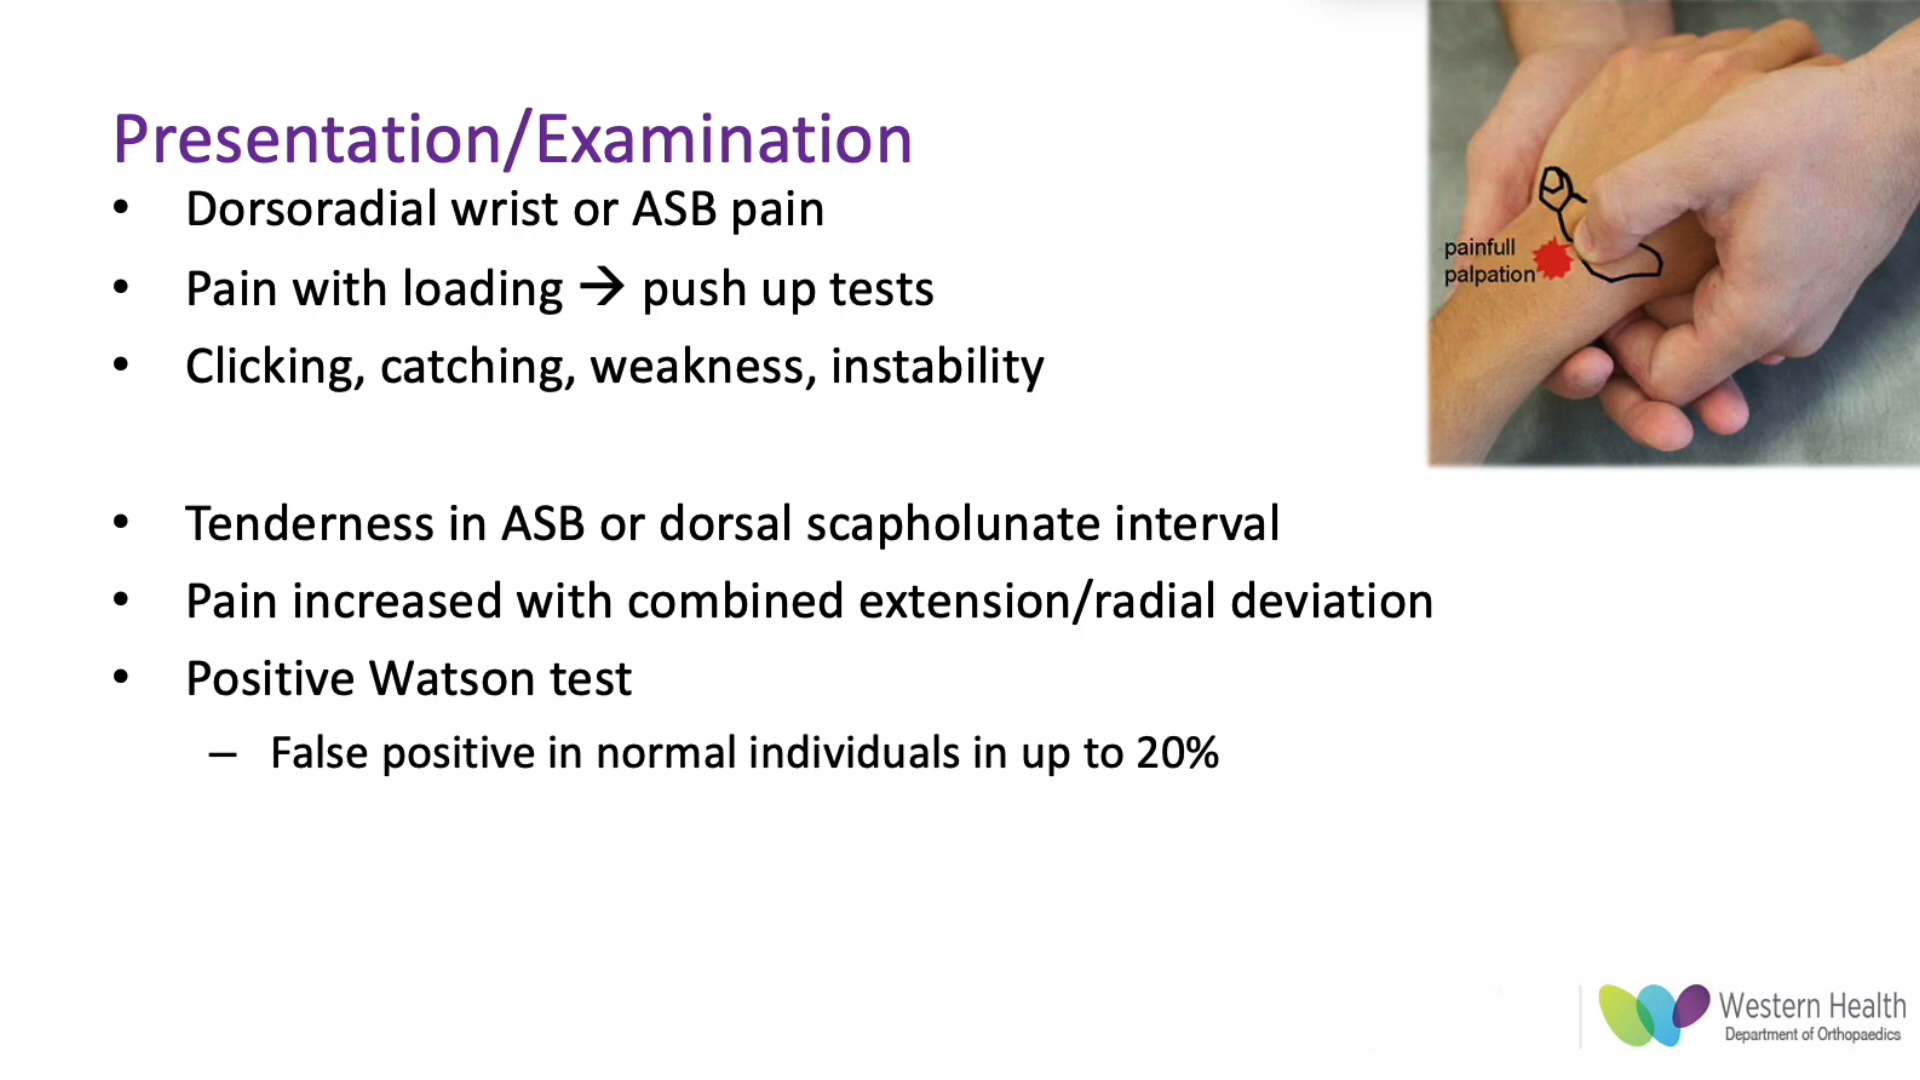 Presentation/Examination
• Dorsoradial wrist or ASB pain
• Pain with loading → push up tests
• Clicking, catching, weakness, instability
• Tenderness in ASB or dorsal scapholunate interval
• Pain increased with combined extension/radial deviation
• Positive Watson test
– False positive in normal individuals in up to 20%
painfull
palpation
Western Health
Department of Orthopaedics